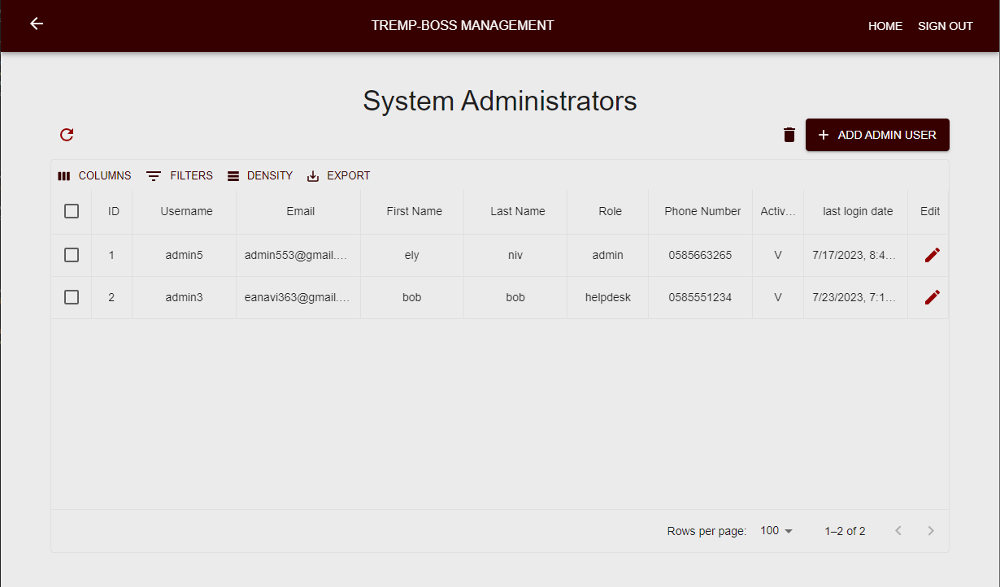 TREMP-BOSS MANAGEMENT HOME SIGN OUT
System Administrators
ADD ADMIN USER
COLUMNS FILTERS DENSITY EXPORT
ID Username Email First Name Last Name Role Phone Number Activ... last login date Edit
1 admin5 admin553@gmail.... ely niv admin 0585663265 V 7/17/2023, 8:4...
2 admin3 eanavi363@gmail.... bob bob helpdesk 0585551234 V 7/23/2023, 7:1...
Rows per page: 100 1–2 of 2